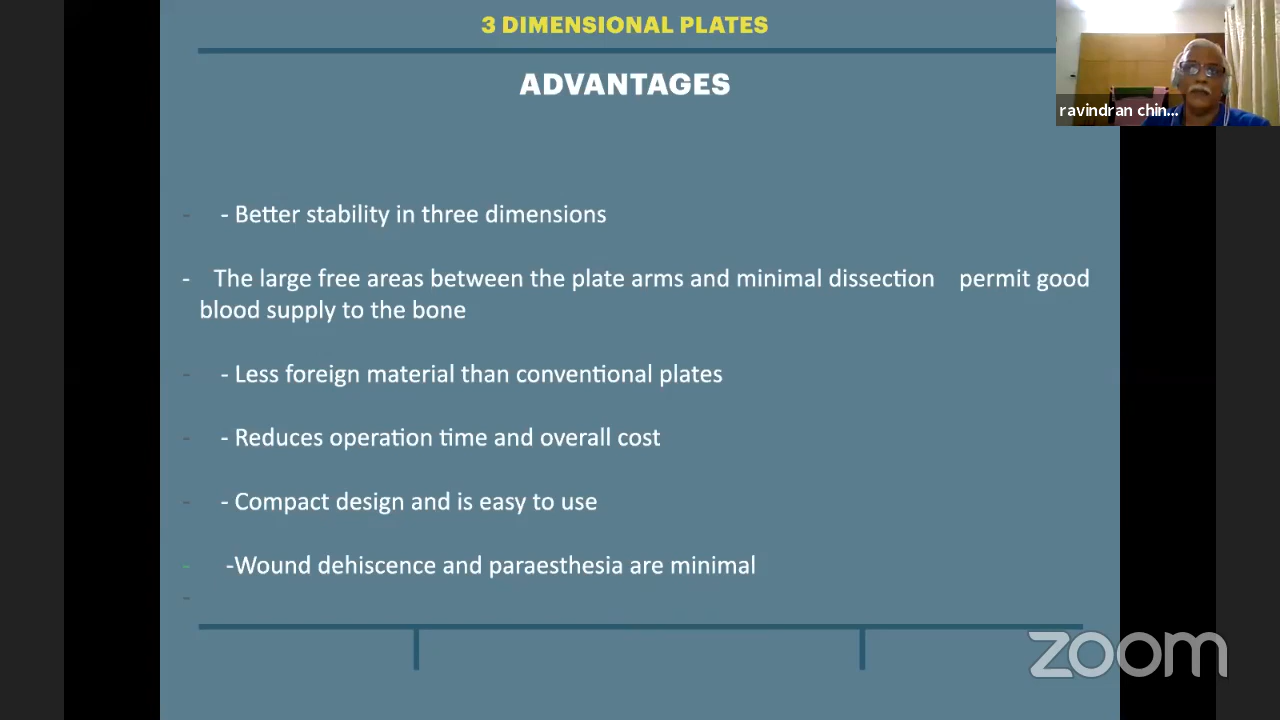 3 DIMENSIONAL PLATES
ADVANTAGES
ravindran chin...
- - Better stability in three dimensions
- The large free areas between the plate arms and minimal dissection permit good
blood supply to the bone
- - Less foreign material than conventional plates
- - Reduces operation time and overall cost
- - Compact design and is easy to use
- -Wound dehiscence and paraesthesia are minimal
-
zoom